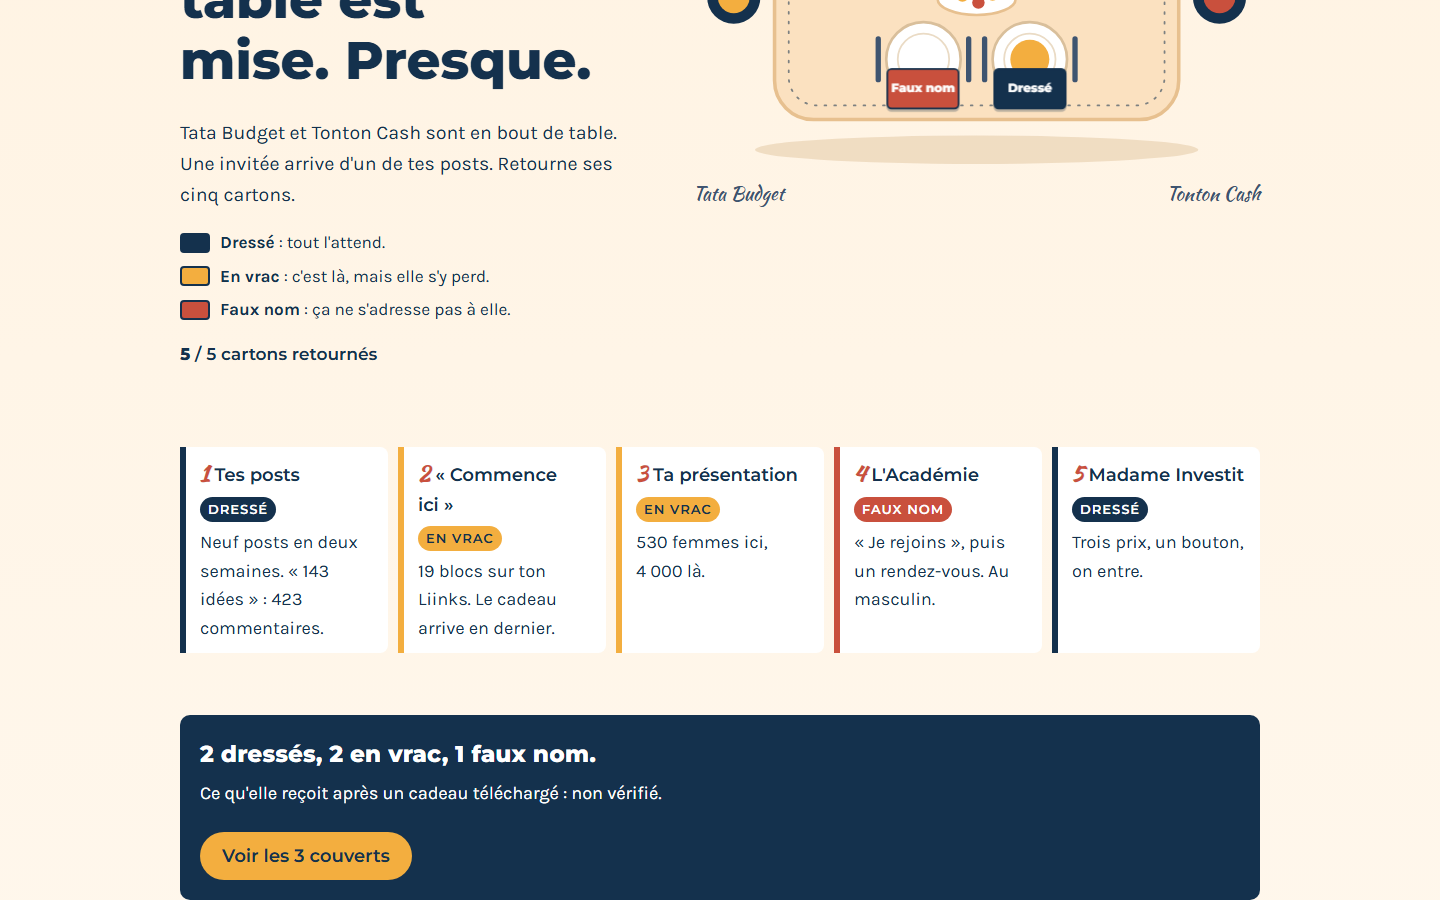 table est
mise. Presque.
Tata Budget et Tonton Cash sont en bout de table.
Une invitée arrive d'un de tes posts. Retourne ses
cinq cartons.
Dressé : tout l'attend.
En vrac : c'est là, mais elle s'y perd.
Faux nom : ça ne s'adresse pas à elle.
5 / 5 cartons retournés
Faux nom
Dressé
Tata Budget
Tonton Cash
1 Tes posts
DRESSÉ
Neuf posts en deux
semaines. « 143
idées » : 423
commentaires.
2 « Commence
ici »
EN VRAC
19 blocs sur ton
Liinks. Le cadeau
arrive en dernier.
3 Ta présentation
EN VRAC
530 femmes ici,
4 000 là.
4 L'Académie
FAUX NOM
« Je rejoins », puis
un rendez-vous. Au
masculin.
5 Madame Investit
DRESSÉ
Trois prix, un bouton,
on entre.
2 dressés, 2 en vrac, 1 faux nom.
Ce qu'elle reçoit après un cadeau téléchargé : non vérifié.
Voir les 3 couverts